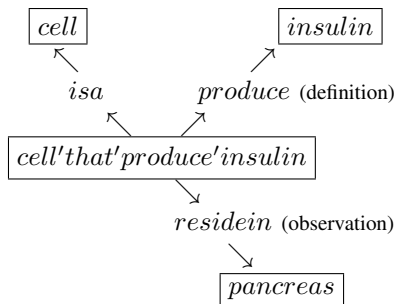 cell insulin
isa produce (definition)
cell'that'produce'insulin
residein (observation)
pancreas